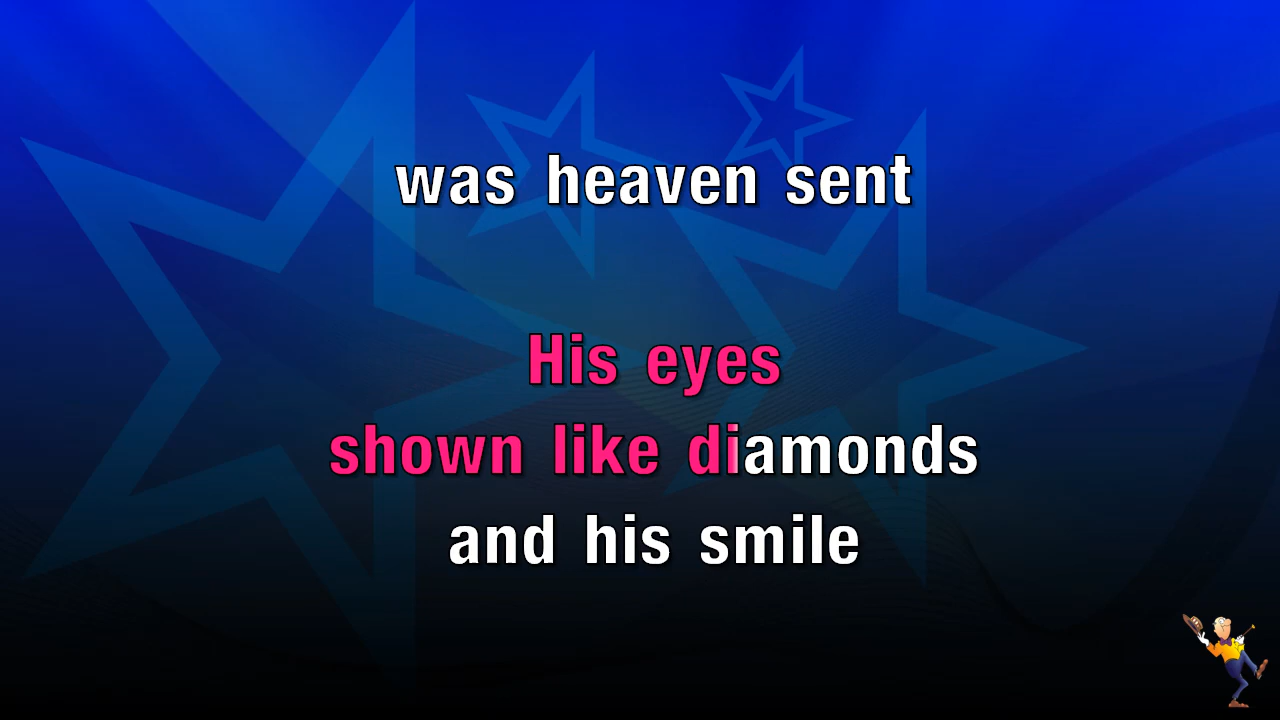 was heaven sent
His eyes
shown like diamonds
and his smile